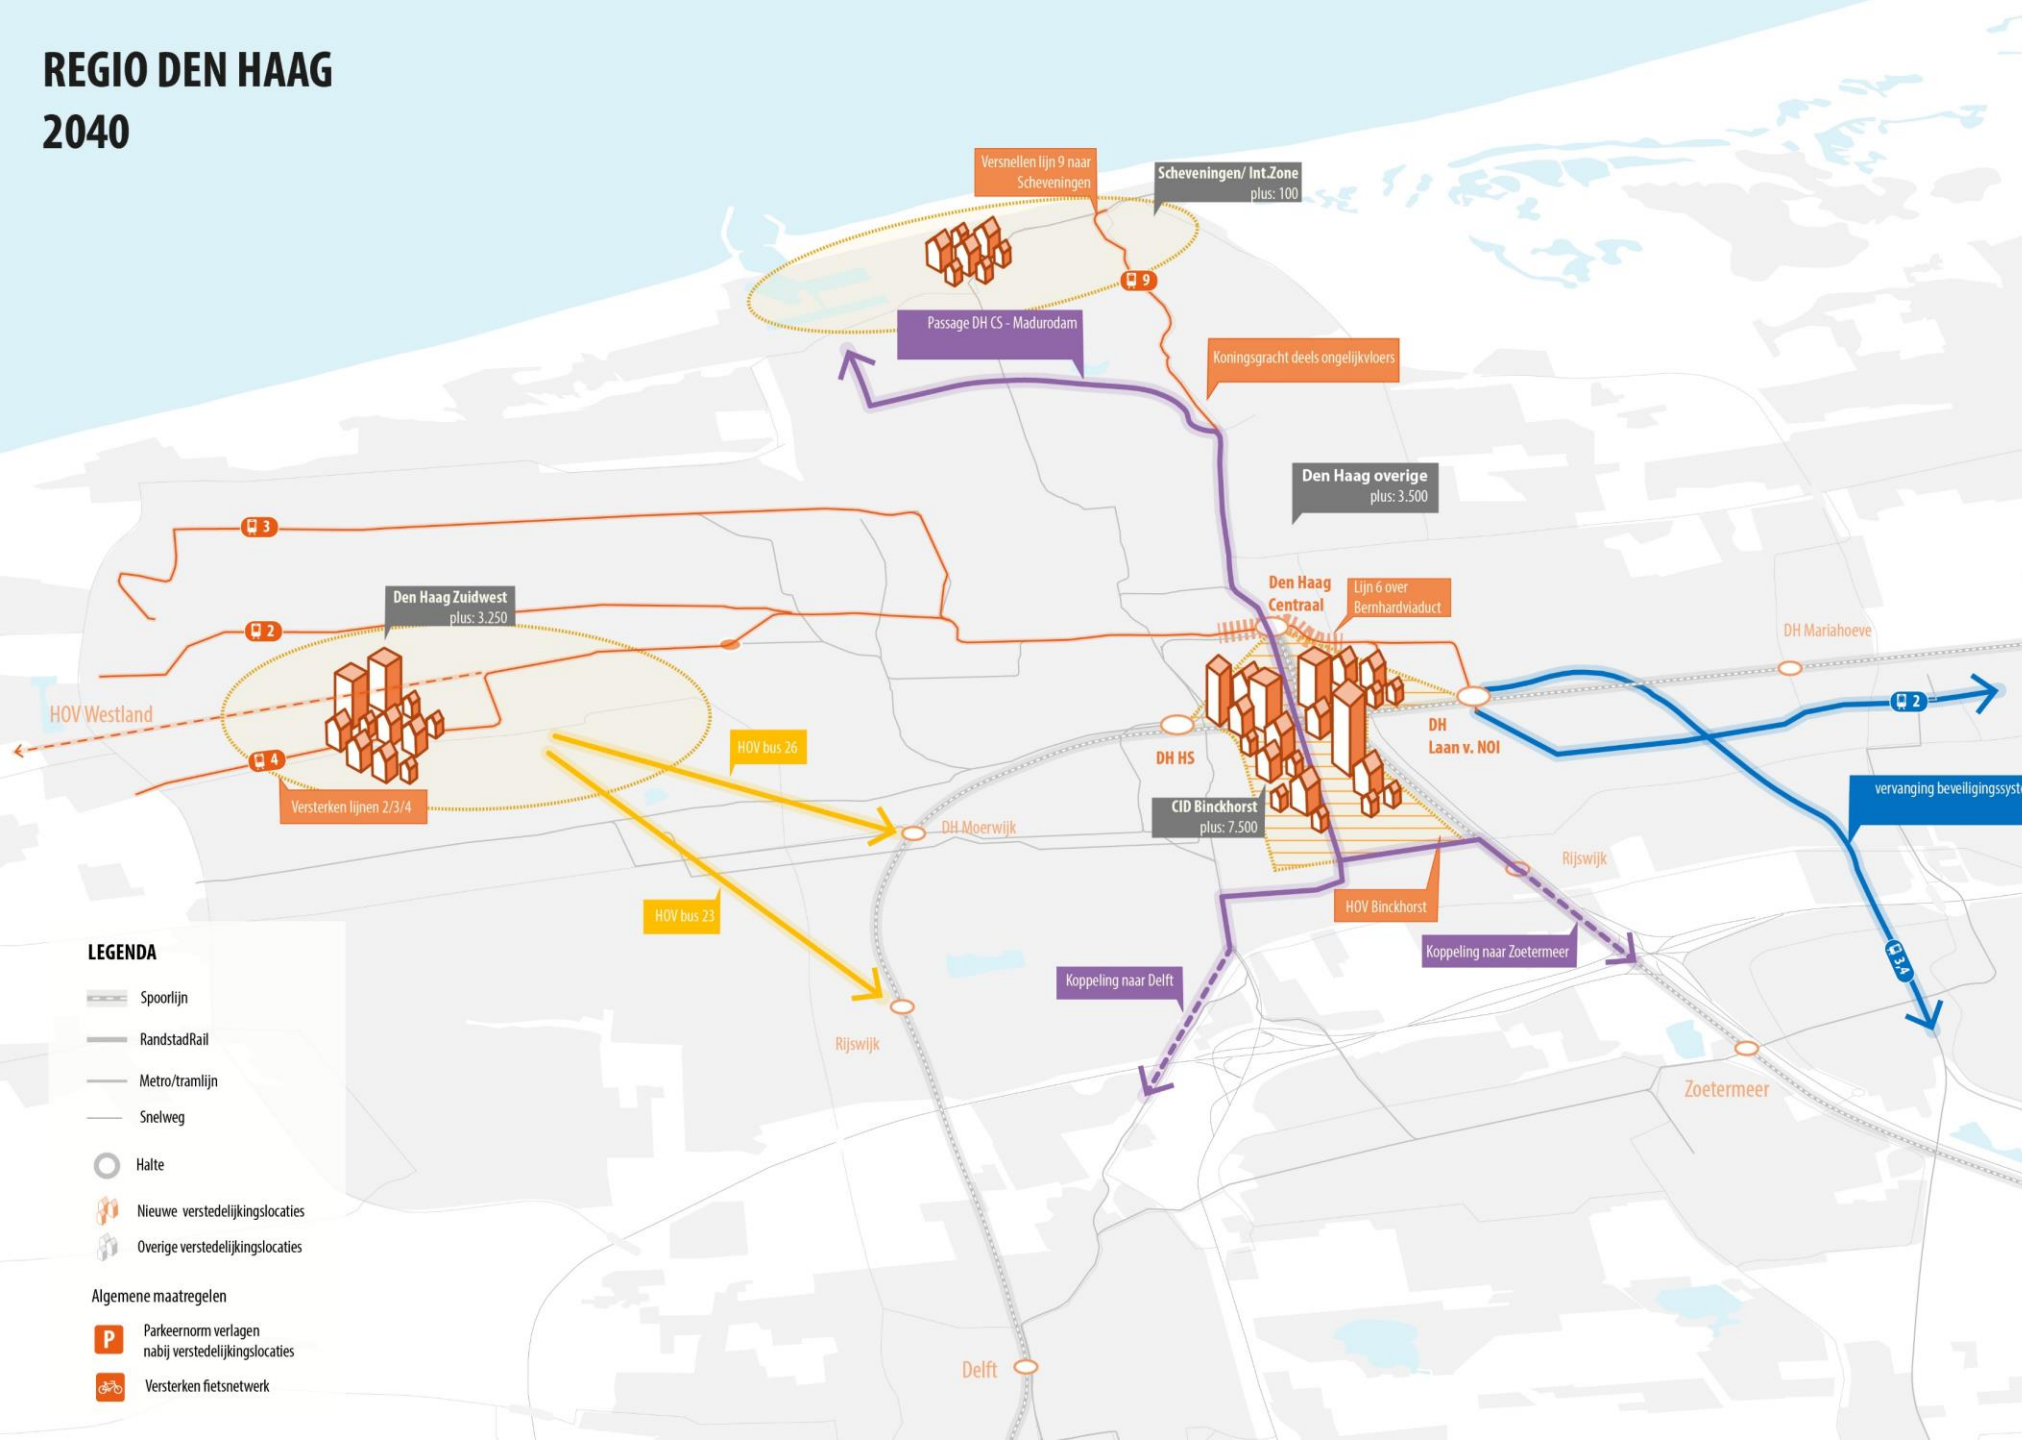 REGIO DEN HAAG
2040
Versnellen lijn 9 naar
Scheveningen
Scheveningen/ Int.Zone
plus: 100
9
Passage DH CS - Madurodam
Koningsgracht deels ongelijkvloers
Den Haag overige
plus: 3.500
3
Den Haag Zuidwest
plus: 3.250
2
Den Haag
Centraal
Lijn 6 over
Bernhardviaduct
DH Mariahoeve
HOV Westland
2
DH
Laan v. NOI
DH HS
HOV bus 26
4
Versterken lijnen 2/3/4
CID Binckhorst
plus: 7.500
DH Moerwijk
vervanging beveiligingssyst
Rijswijk
HOV bus 23
HOV Binckhorst
Koppeling naar Zoetermeer
3,4
Koppeling naar Delft
Rijswijk
Zoetermeer
Delft
LEGENDA
Spoorlijn
RandstadRail
Metro/tramlijn
Snelweg
Halte
Nieuwe verstedelijkingslocaties
Overige verstedelijkingslocaties
Algemene maatregelen
P
Parkeernorm verlagen
nabij verstedelijkingslocaties
Versterken fietsnetwerk